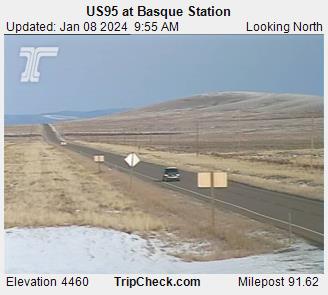 US95 at Basque Station
Updated: Jan 08 2024 9:55 AM Looking North
Elevation 4460 TripCheck.com Milepost 91.62